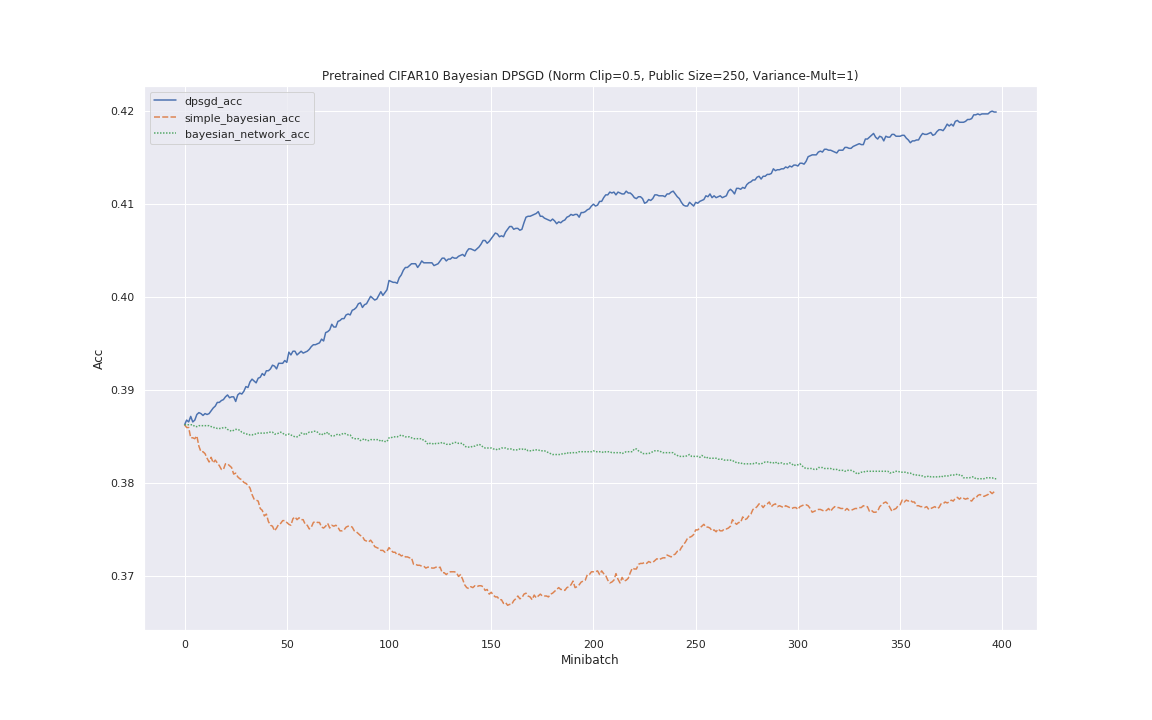 Pretrained CIFAR10 Bayesian DPSGD (Norm Clip=0.5, Public Size=250, Variance-Mult=1)
dpsgd_acc
simple_bayesian_acc
bayesian_network_acc
0.42
0.41
0.40
0.39
0.38
0.37
Acc
0 50 100 150 200 250 300 350 400
Minibatch